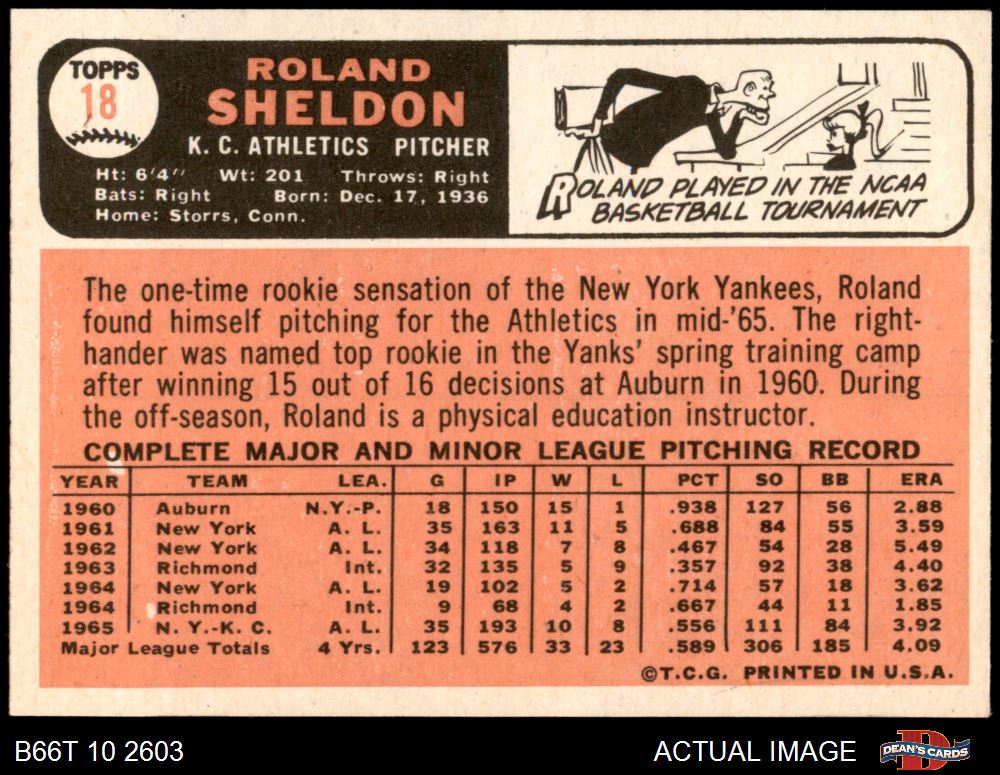 TOPPS
18
ROLAND
SHELDON
K. C. ATHLETICS PITCHER
Ht: 6'4" Wt: 201 Throws: Right
Bats: Right Born: Dec. 17, 1936
Home: Storrs, Conn.
ROLAND PLAYED IN THE NCAA
BASKETBALL TOURNAMENT
The one-time rookie sensation of the New York Yankees, Roland
found himself pitching for the Athletics in mid-'65. The right-
hander was named top rookie in the Yanks' spring training camp
after winning 15 out of 16 decisions at Auburn in 1960. During
the off-season, Roland is a physical education instructor.
COMPLETE MAJOR AND MINOR LEAGUE PITCHING RECORD
YEAR TEAM LEA. G IP W L PCT SO BB ERA
1960 Auburn N.Y.-P. 18 150 15 1 .938 127 56 2.88
1961 New York A. L. 35 163 11 5 .688 84 55 3.59
1962 New York A. L. 34 118 7 8 .467 54 28 5.49
1963 Richmond Int. 32 135 5 9 .357 92 38 4.40
1964 New York A. L. 19 102 5 2 .714 57 18 3.62
1964 Richmond Int. 9 68 4 2 .667 44 11 1.85
1965 N. Y.-K. C. A. L. 35 193 10 8 .556 111 84 3.92
Major League Totals 4 Yrs. 123 576 33 23 .589 306 185 4.09
©T.C.G. PRINTED IN U.S.A.
B66T 10 2603 ACTUAL IMAGE DEAN'S CARDS